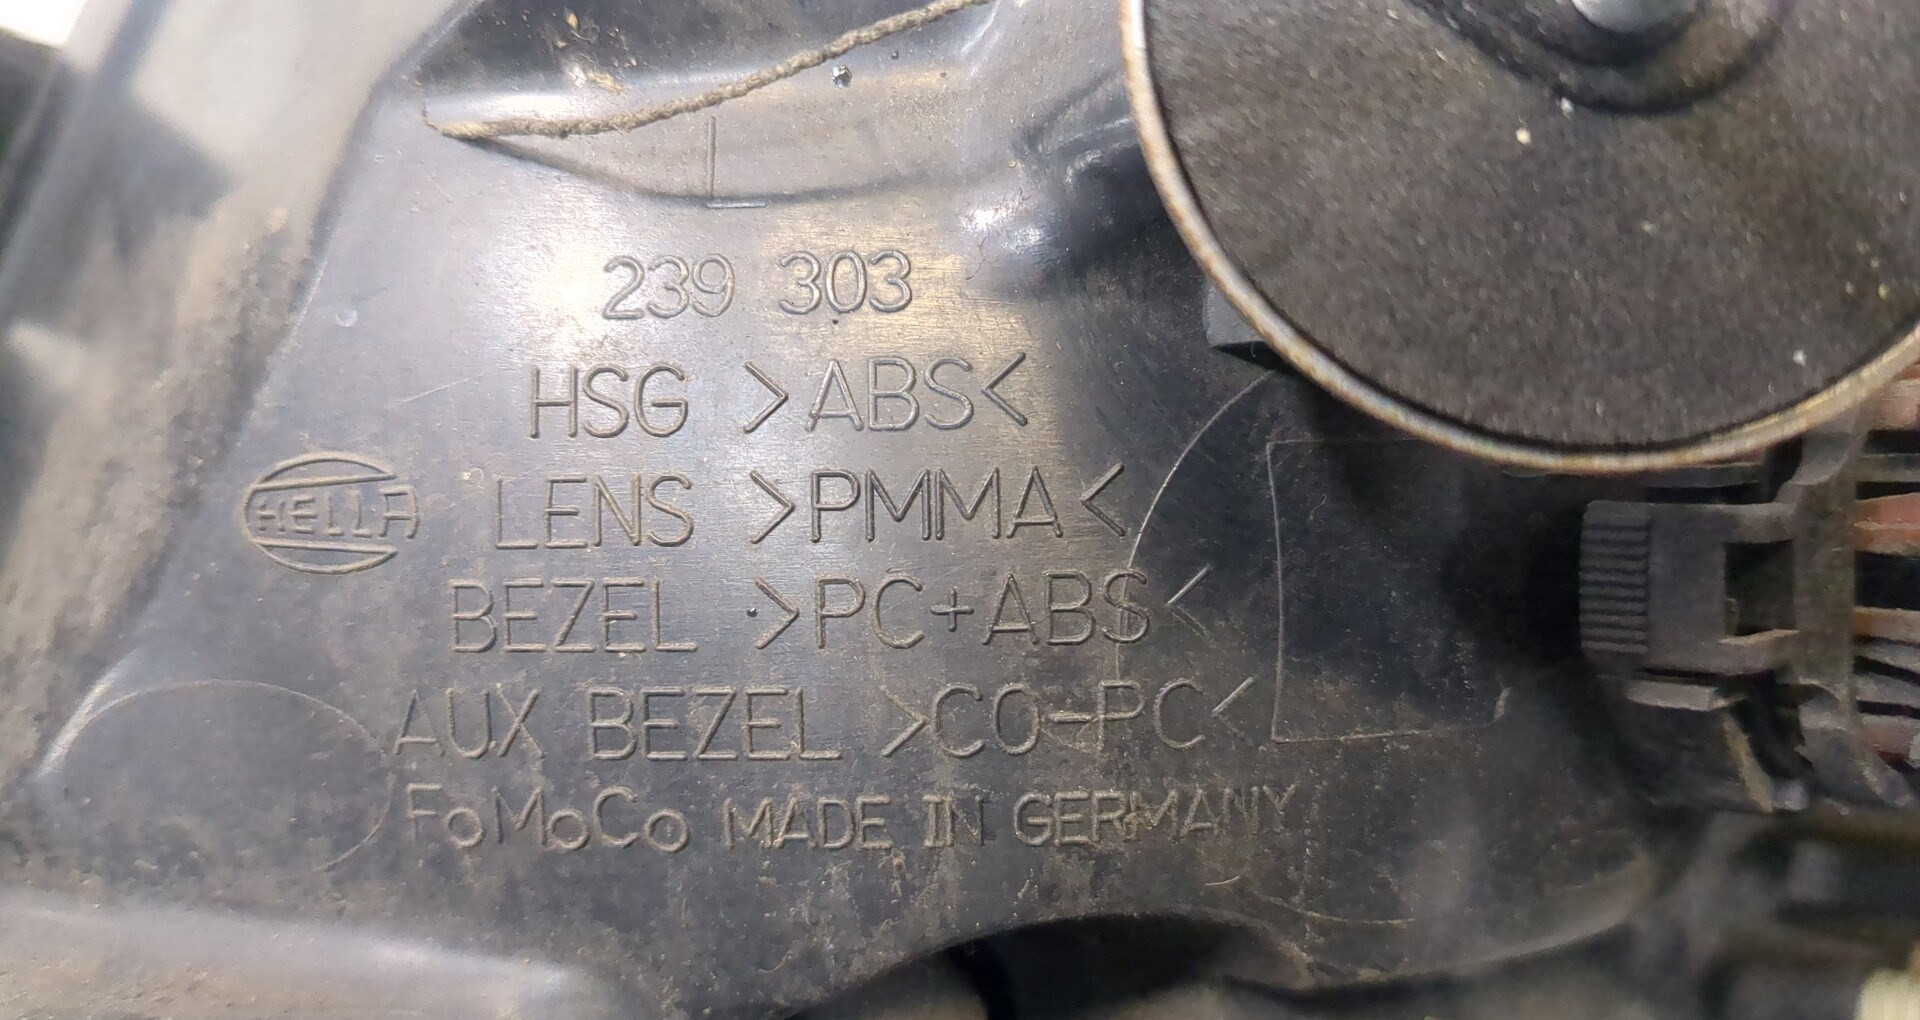 L
239 303
HSG >ABS<
HELLA
LENS >PMMA<
BEZEL >PC+ABS<
AUX BEZEL >CO-PC<
FoMoCo MADE IN GERMANY